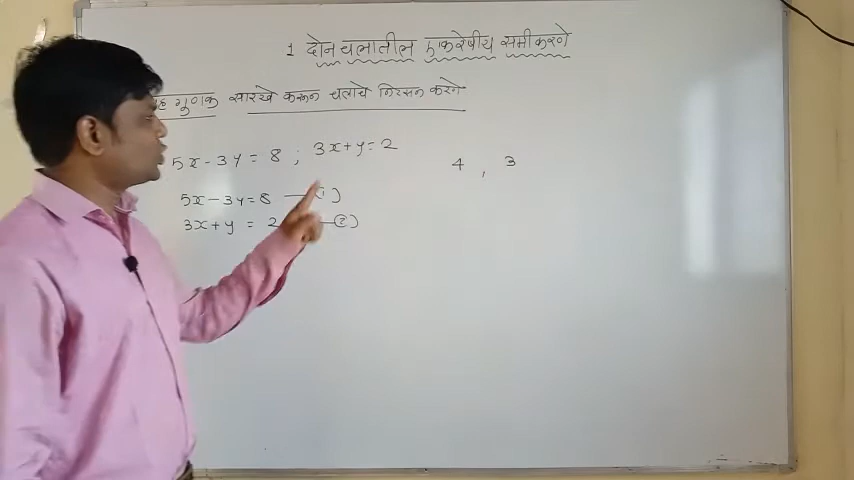 1 दोन चलातील एकरेषीय समीकरणे
गुणक सारखे करून चलाचे निरसन करणे
5x - 3y = 8 ; 3x + y = 2
4 , 3
5x - 3y = 8 — (1)
3x + y = 2 — (2)